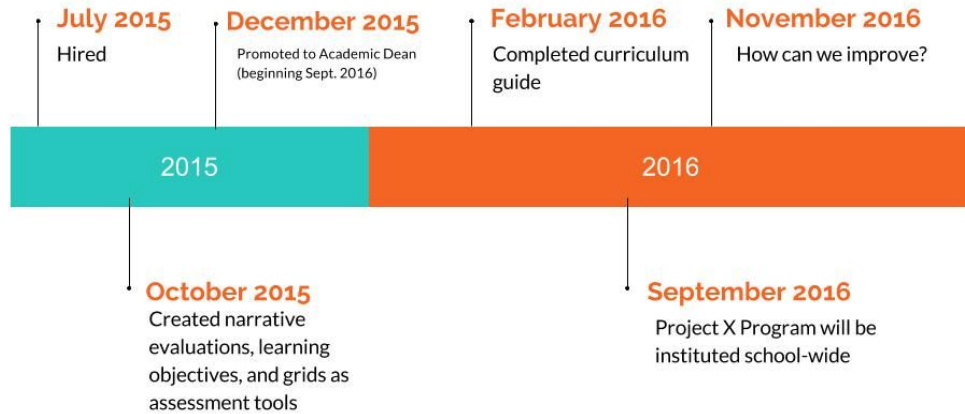 July 2015
Hired
December 2015
Promoted to Academic Dean
(beginning Sept. 2016)
February 2016
Completed curriculum
guide
November 2016
How can we improve?
2015
2016
October 2015
Created narrative
evaluations, learning
objectives, and grids as
assessment tools
September 2016
Project X Program will be
instituted school-wide